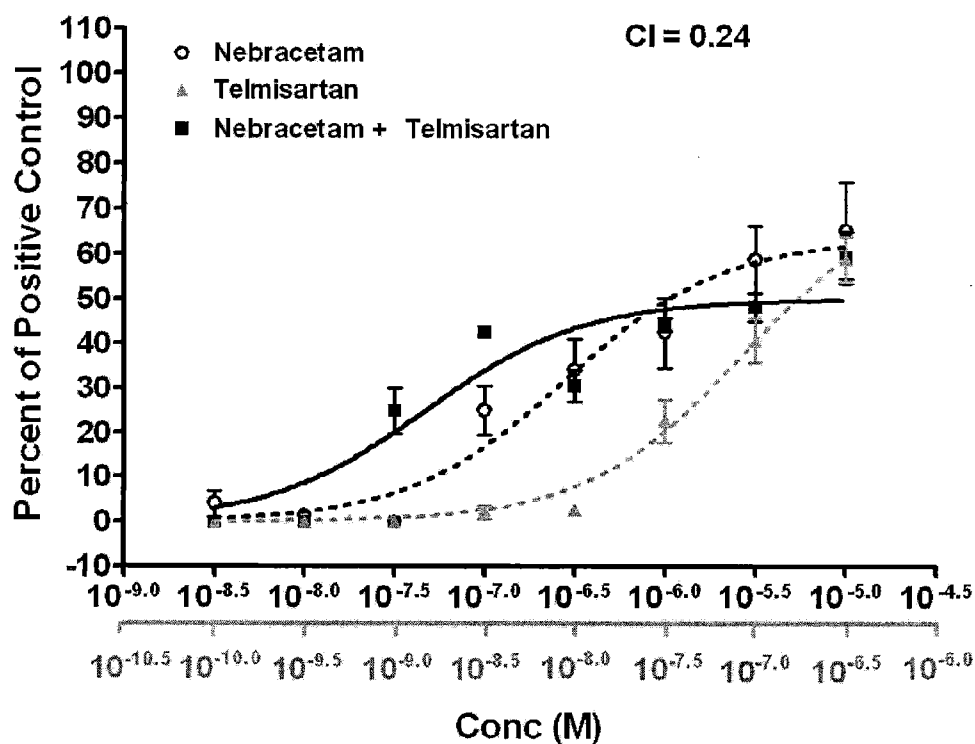 CI = 0.24
Nebracetam
Telmisartan
Nebracetam + Telmisartan
Percent of Positive Control
110
100
90
80
70
60
50
40
30
20
10
0
-10
10^-9.0 10^-8.5 10^-8.0 10^-7.5 10^-7.0 10^-6.5 10^-6.0 10^-5.5 10^-5.0 10^-4.5
10^-10.5 10^-10.0 10^-9.5 10^-9.0 10^-8.5 10^-8.0 10^-7.5 10^-7.0 10^-6.5 10^-6.0
Conc (M)